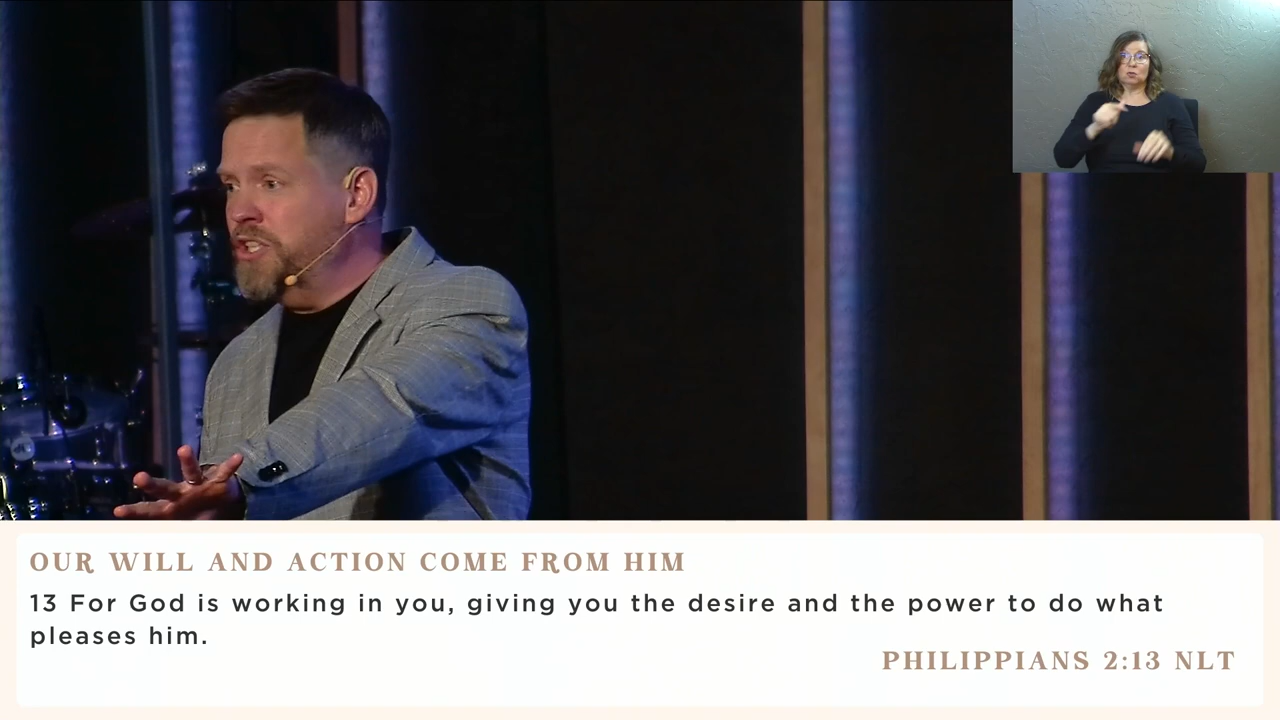 OUR WILL AND ACTION COME FROM HIM
13 For God is working in you, giving you the desire and the power to do what
pleases him.
PHILIPPIANS 2:13 NLT